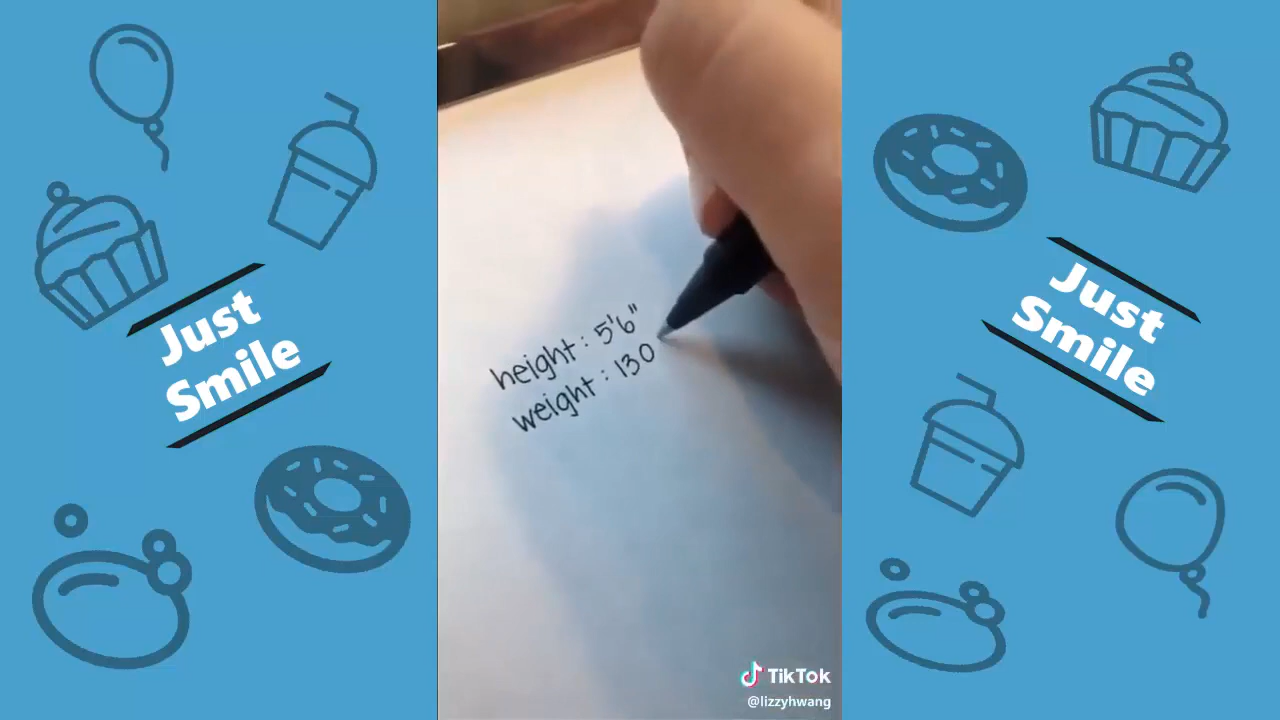 Just
Smile
height : 5'6"
weight : 130
Just
Smile
TikTok
@lizzyhwang